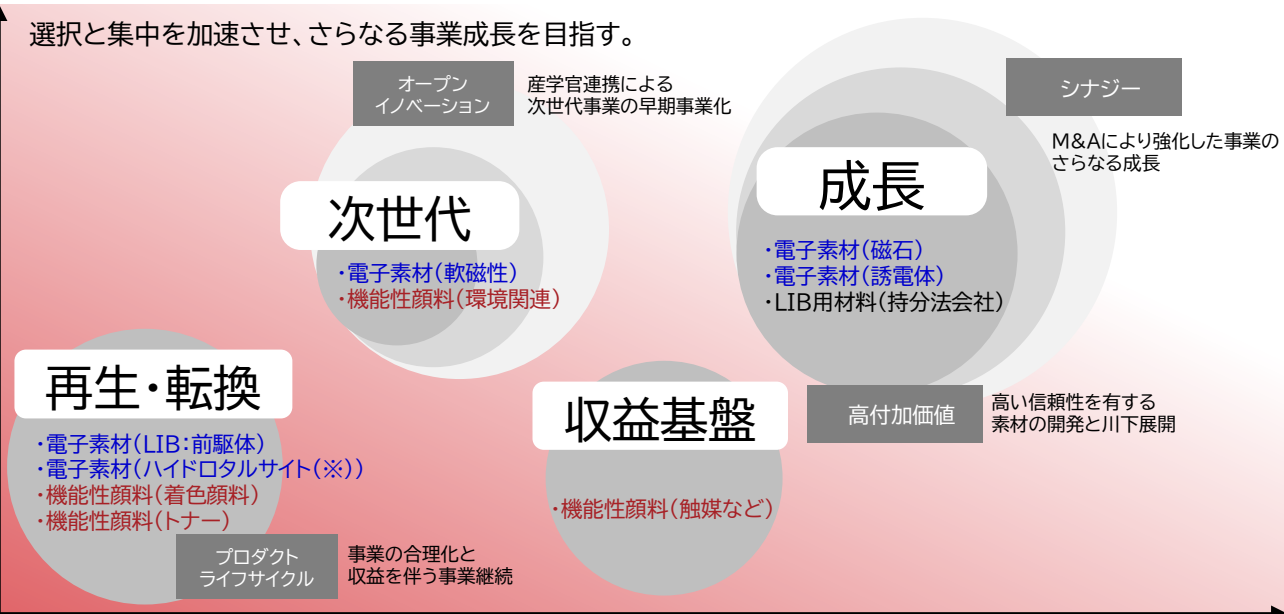 選択と集中を加速させ、さらなる事業成長を目指す。
オープン
イノベーション
産学官連携による
次世代事業の早期事業化
次世代
・電子素材(軟磁性)
・機能性顔料(環境関連)
シナジー
M&Aにより強化した事業の
さらなる成長
成長
・電子素材(磁石)
・電子素材(誘電体)
・LIB用材料(持分法会社)
高付加価値
高い信頼性を有する
素材の開発と川下展開
再生・転換
・電子素材(LIB:前駆体)
・電子素材(ハイドロタルサイト(※))
・機能性顔料(着色顔料)
・機能性顔料(トナー)
プロダクト
ライフサイクル
事業の合理化と
収益を伴う事業継続
収益基盤
・機能性顔料(触媒など)